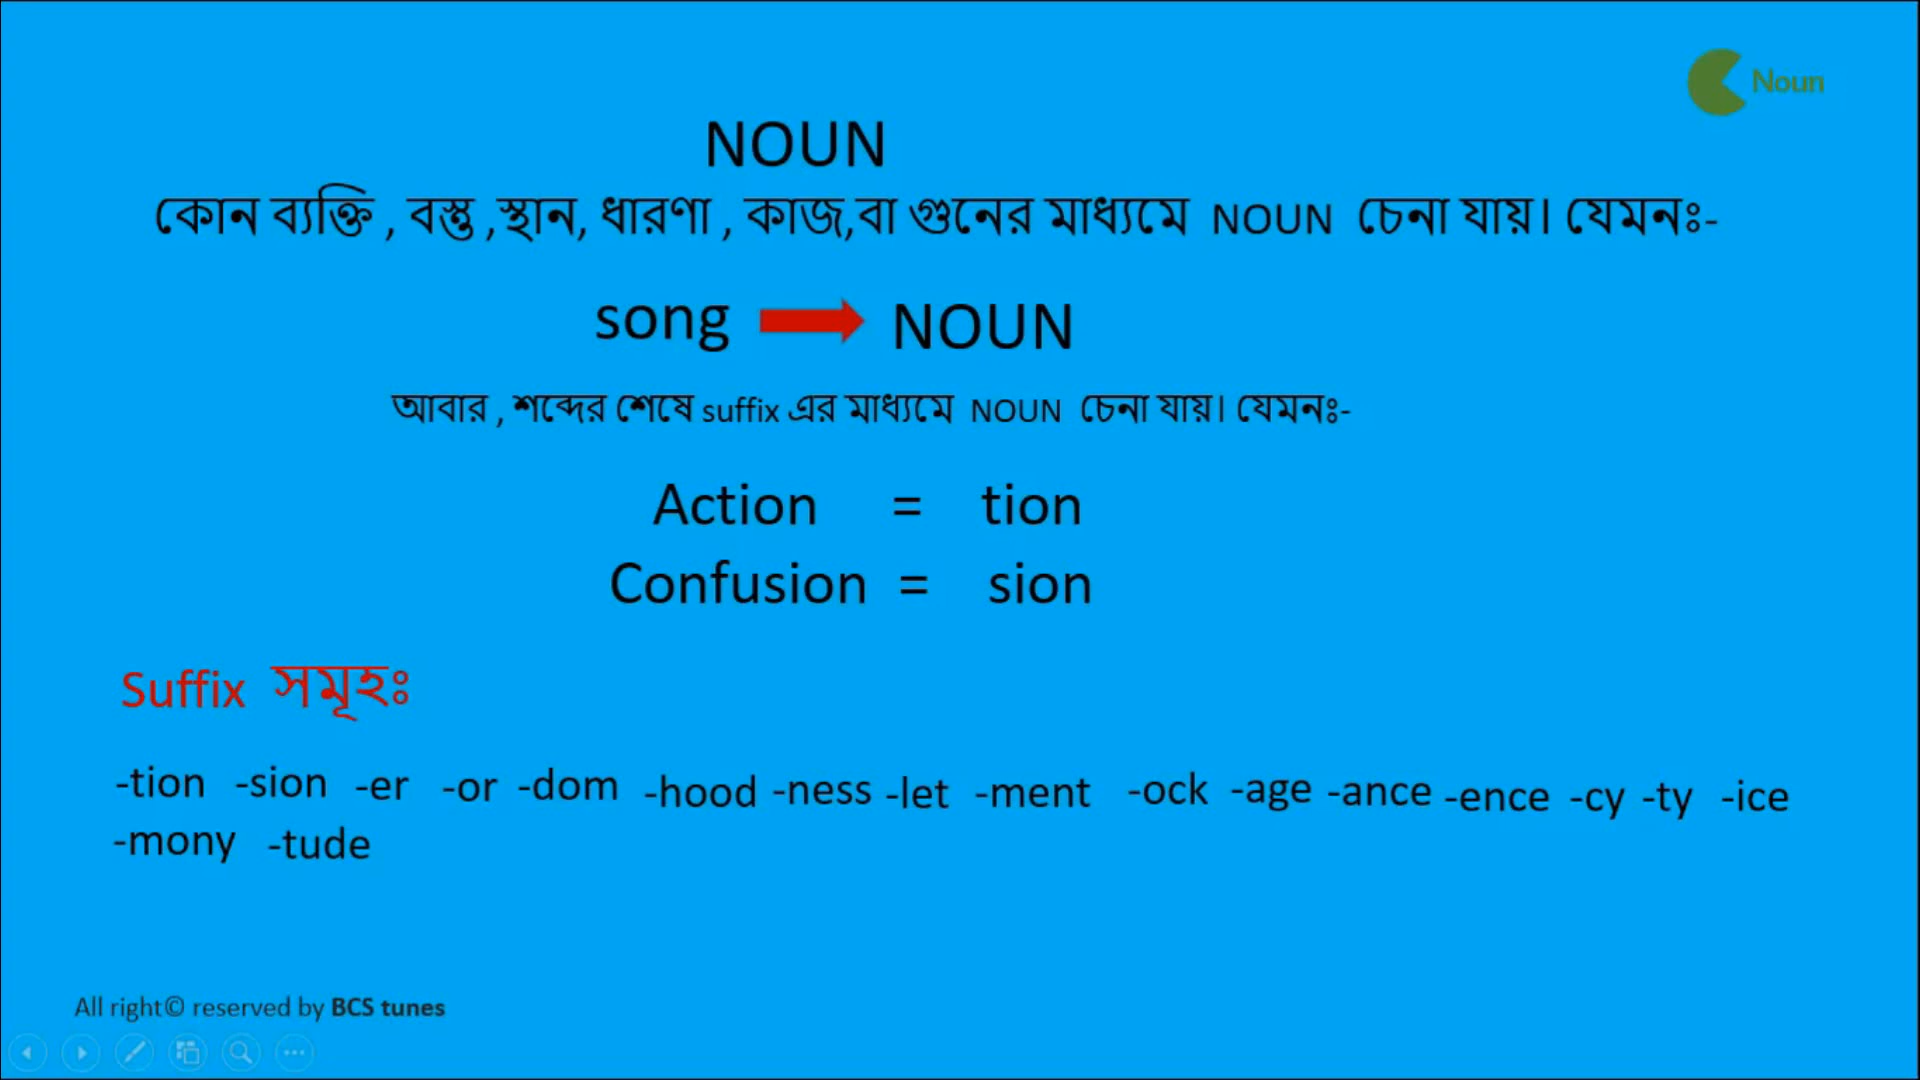 Noun
NOUN
কোন ব্যক্তি , বস্তু ,স্থান, ধারণা , কাজ,বা গুনের মাধ্যমে NOUN চেনা যায়। যেমনঃ-
song NOUN
আবার , শব্দের শেষে suffix এর মাধ্যমে NOUN চেনা যায়। যেমনঃ-
Action = tion
Confusion = sion
Suffix সমূহঃ
-tion -sion -er -or -dom -hood -ness -let -ment -ock -age -ance -ence -cy -ty -ice
-mony -tude
All right© reserved by BCS tunes